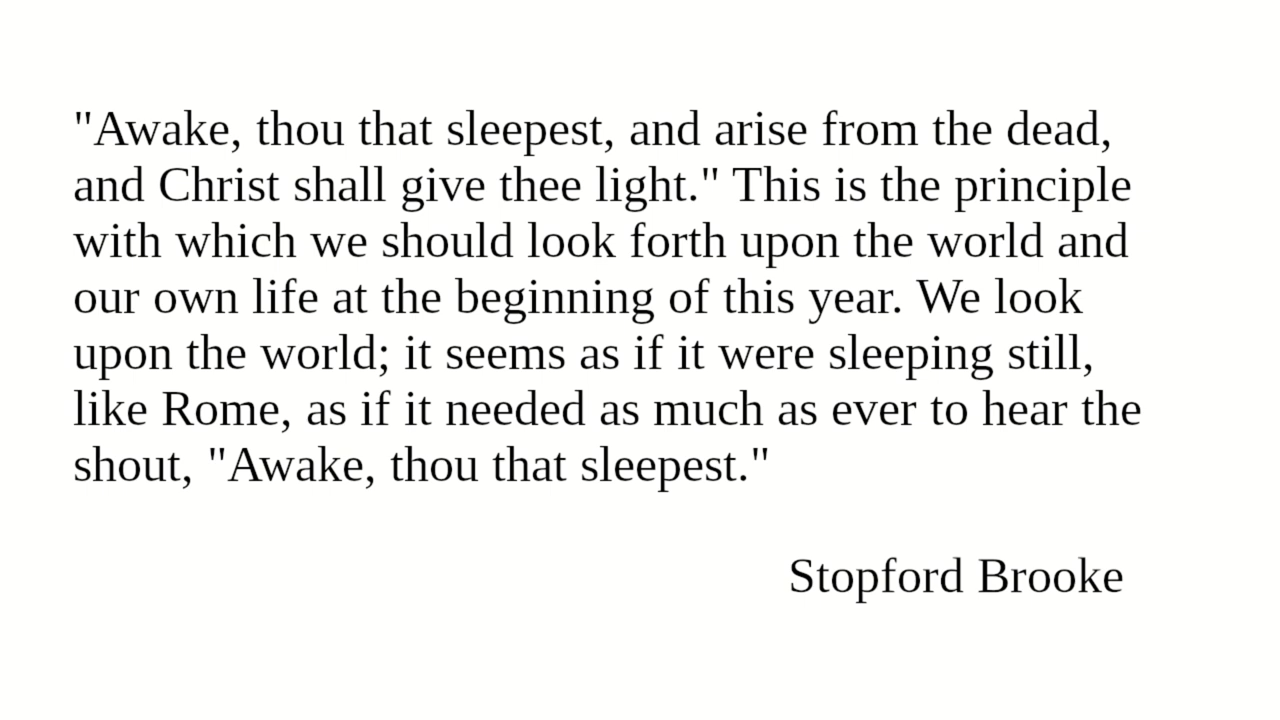 "Awake, thou that sleepest, and arise from the dead,
and Christ shall give thee light." This is the principle
with which we should look forth upon the world and
our own life at the beginning of this year. We look
upon the world; it seems as if it were sleeping still,
like Rome, as if it needed as much as ever to hear the
shout, "Awake, thou that sleepest."
Stopford Brooke